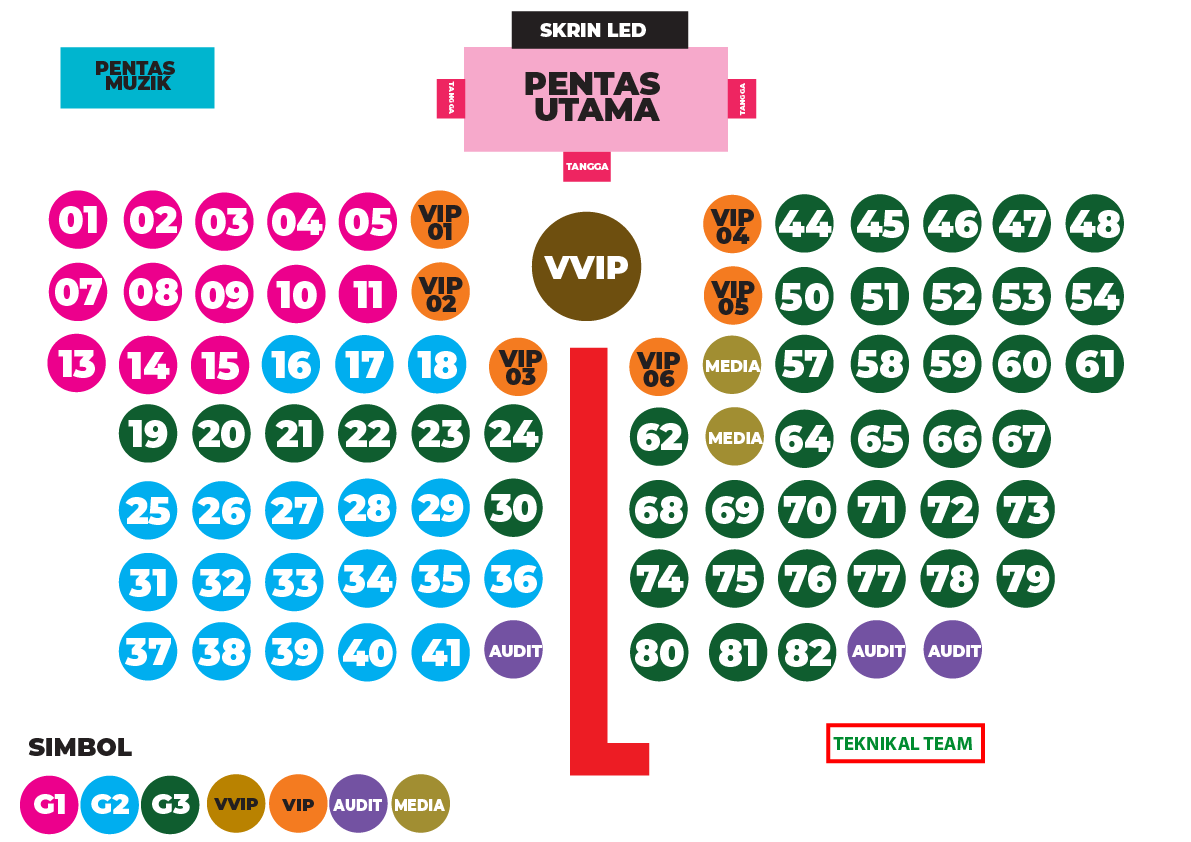 SKRIN LED
PENTAS
MUZIK
PENTAS
UTAMA
TANGGA
TANGGA
TANGGA
01 02 03 04 05 VIP 01 VVIP VIP 04 44 45 46 47 48
07 08 09 10 11 VIP 02 VIP 05 50 51 52 53 54
13 14 15 16 17 18 VIP 03 VIP 06 MEDIA 57 58 59 60 61
19 20 21 22 23 24 62 MEDIA 64 65 66 67
25 26 27 28 29 30 68 69 70 71 72 73
31 32 33 34 35 36 74 75 76 77 78 79
37 38 39 40 41 AUDIT 80 81 82 AUDIT AUDIT
SIMBOL
TEKNIKAL TEAM
G1 G2 G3 VVIP VIP AUDIT MEDIA